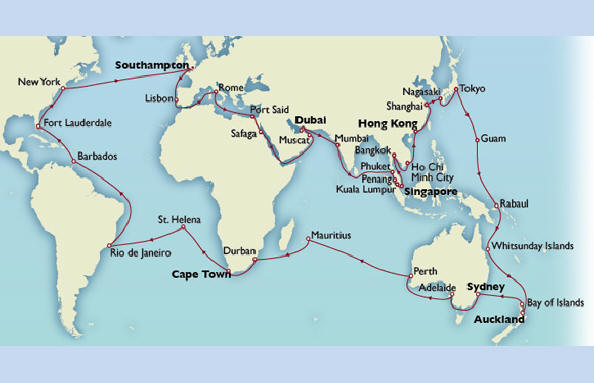 Southampton
New York
Lisbon
Rome
Fort Lauderdale
Port Said
Safaga
Dubai
Muscat
Mumbai
Nagasaki
Tokyo
Shanghai
Hong Kong
Bangkok
Guam
Barbados
Phuket
Ho Chi
Minh City
Penang
Kuala Lumpur
Singapore
Rabaul
St. Helena
Mauritius
Whitsunday Islands
Rio de Janeiro
Durban
Cape Town
Perth
Adelaide
Sydney
Bay of Islands
Auckland